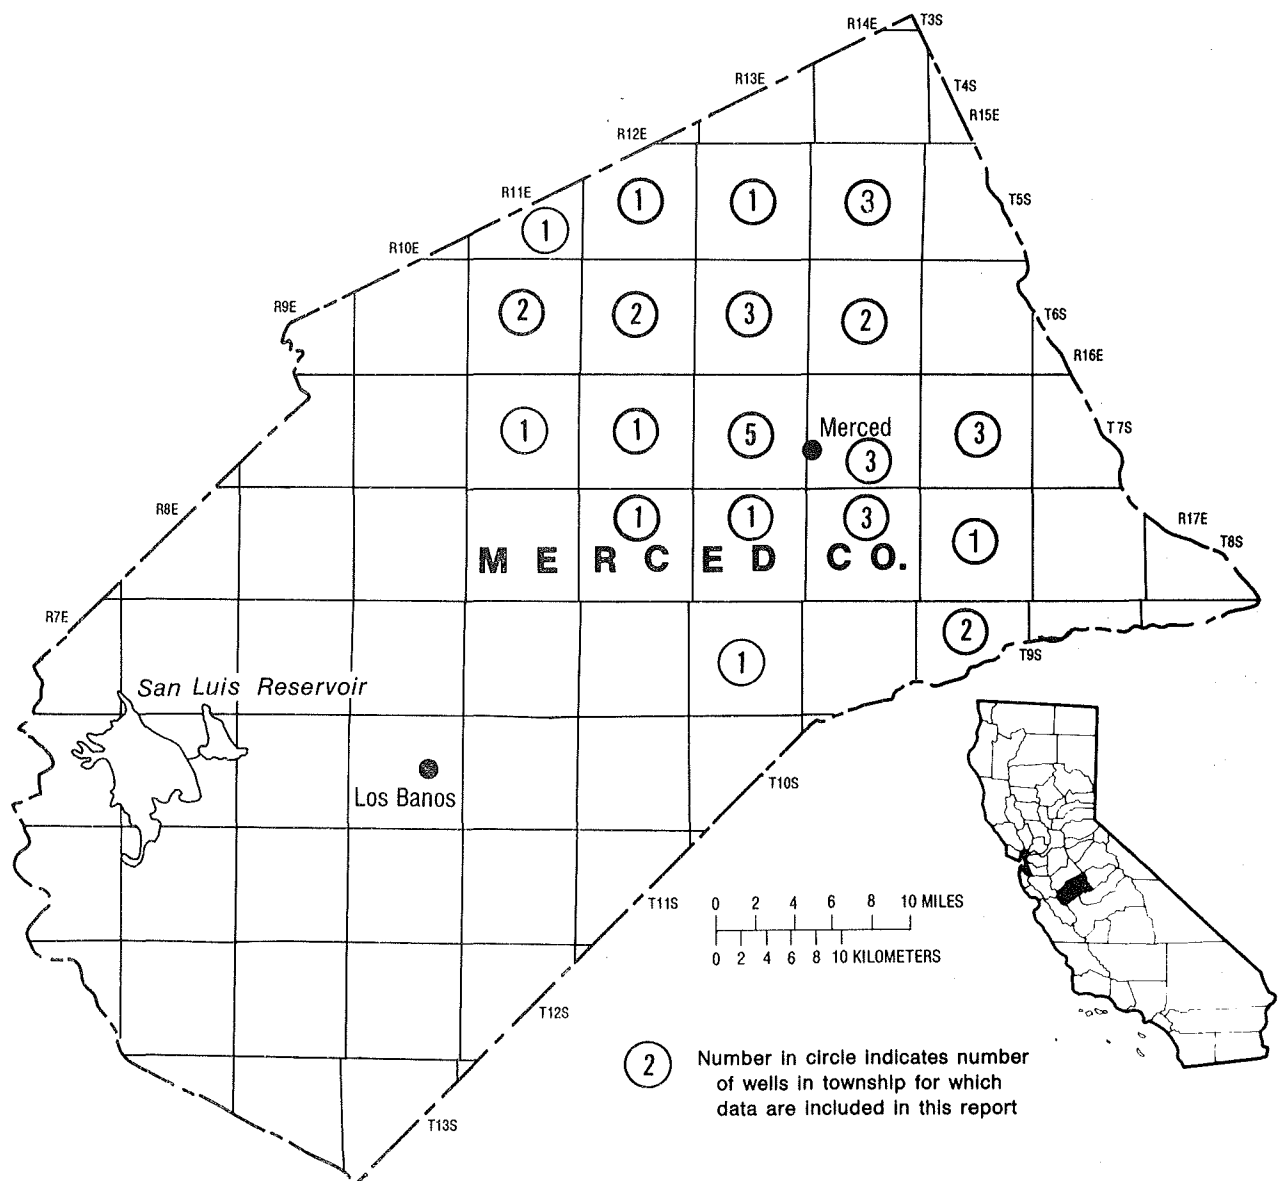 R14E T3S
R13E T4S
R12E R15E
R11E 1 1 1 3 T5S
R10E
R9E 2 2 3 2 T6S
R16E
1 1 5 Merced 3 3 T7S
R8E 1 1 3 1 R17E
T8S
MERCED CO.
R7E 1 2 T9S
San Luis Reservoir
Los Banos T10S
T11S
0 2 4 6 8 10 MILES
0 2 4 6 8 10 KILOMETERS
T12S
2 Number in circle indicates number
of wells in township for which
data are included in this report
T13S